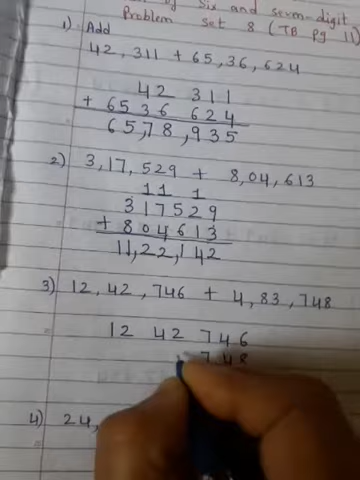 of Six and seven-digit
Problem set 8 (TB pg 11)
1) Add
42,311 + 65,36,624
42 311
+ 6536 624
65,78,935
2) 3,17,529 + 8,04,613
11 1
317529
+ 804613
11,22,142
3) 12,42,746 + 4,83,748
= 12 42 746
748
4) 24,
=